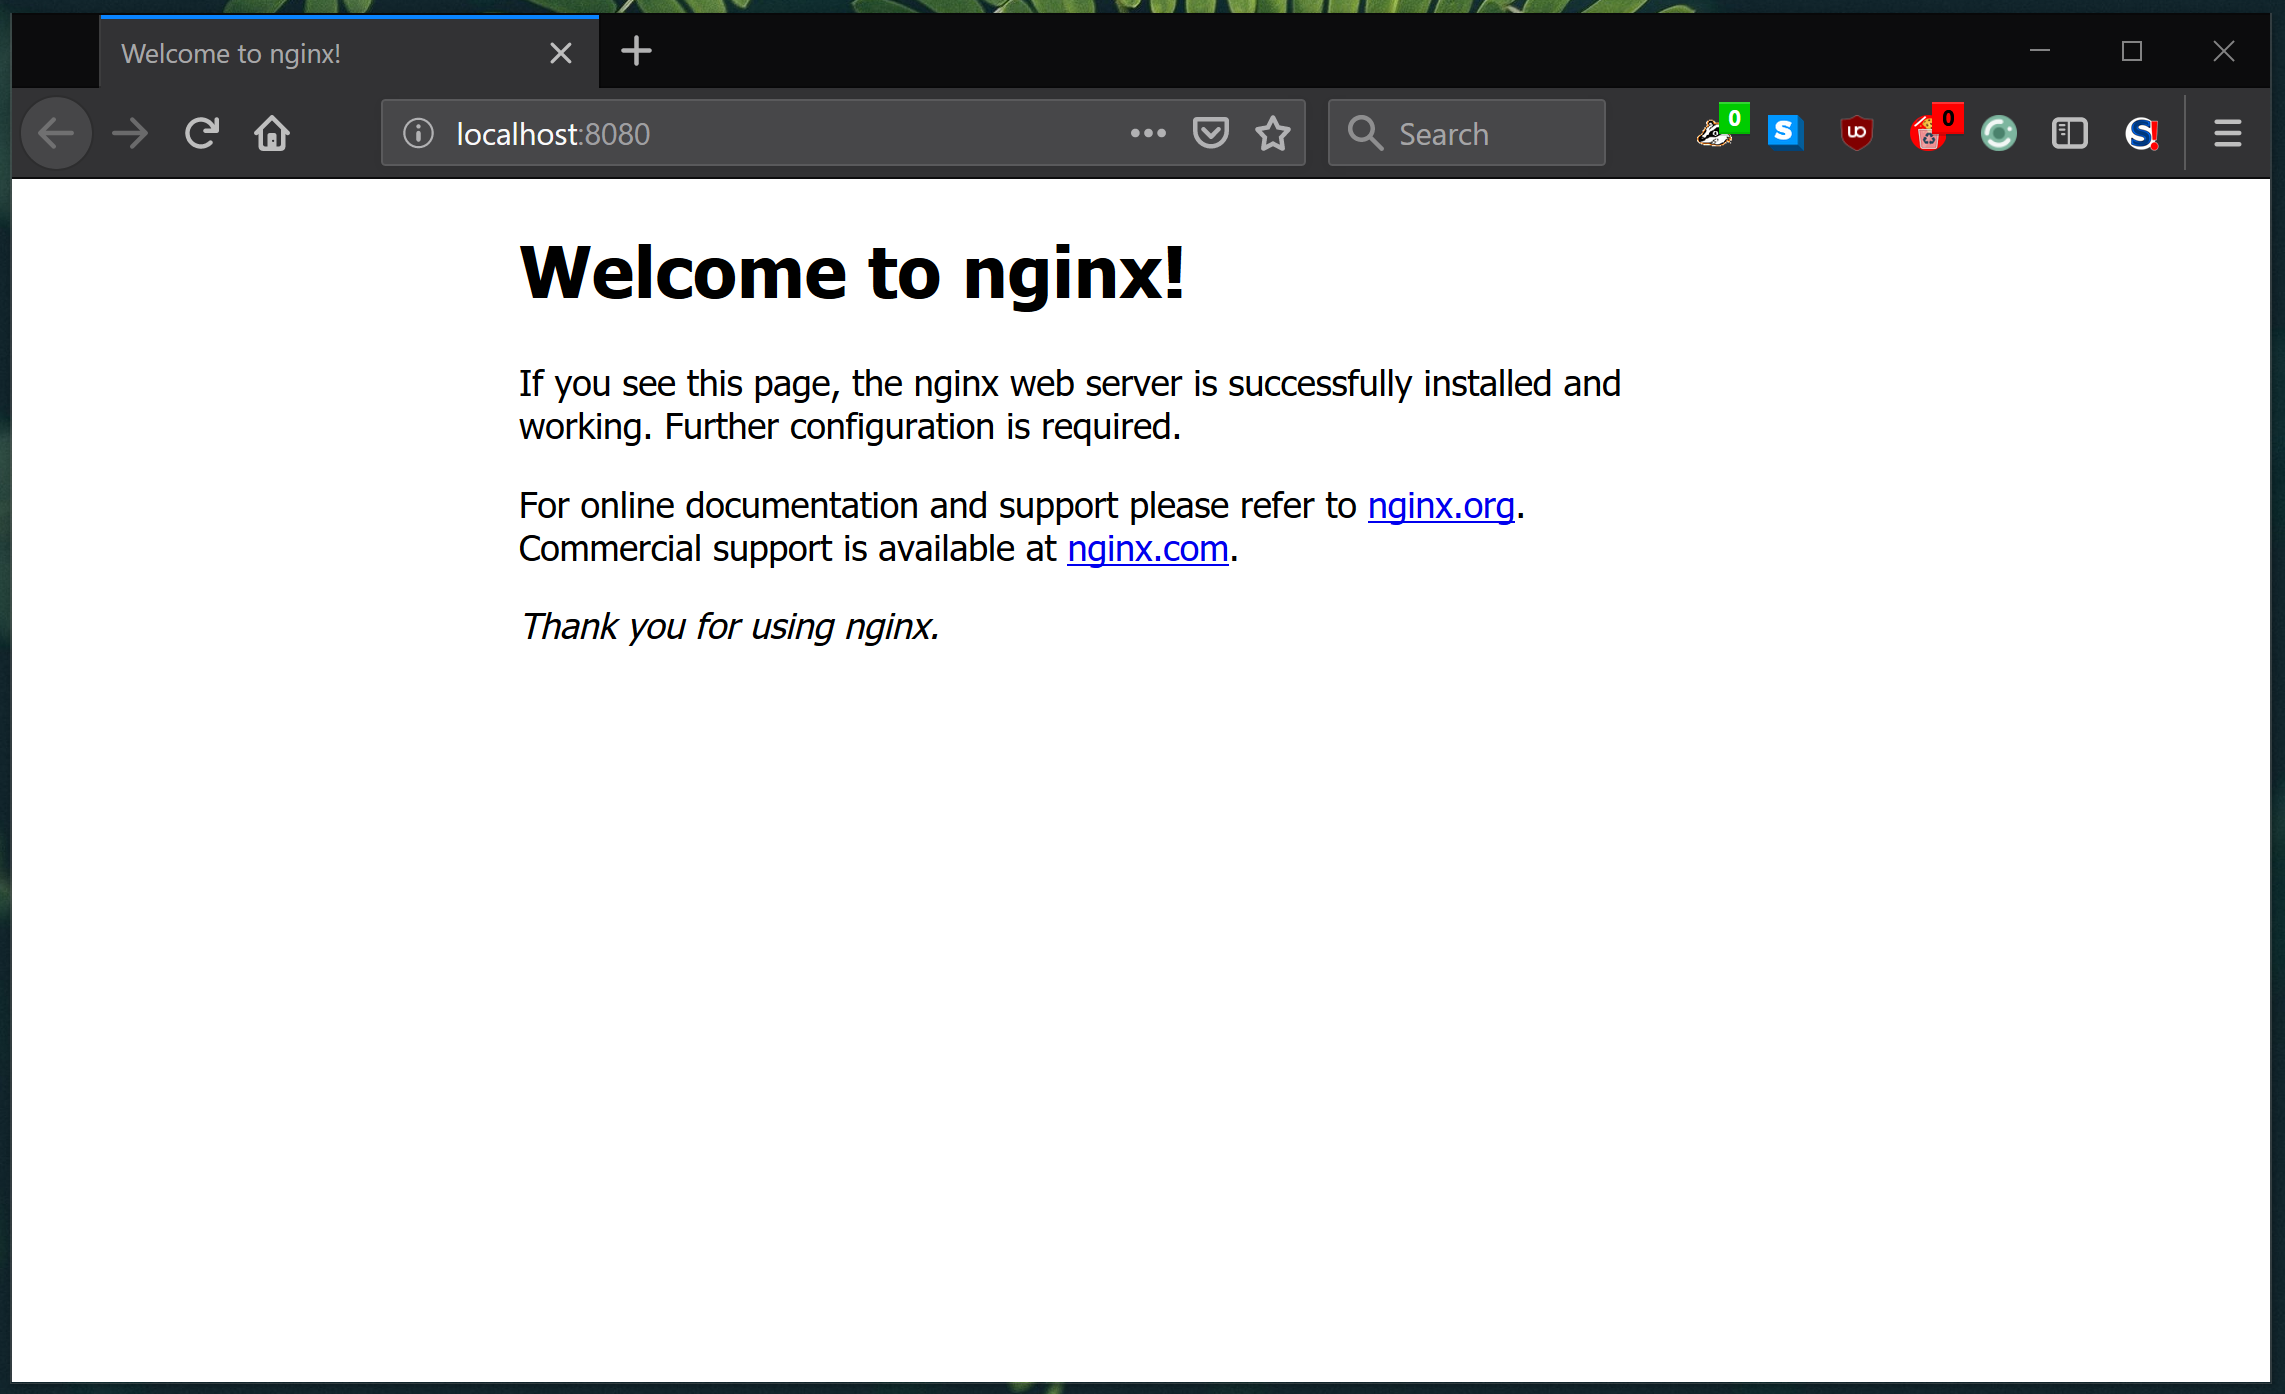 Welcome to nginx!
localhost:8080
Search
0
S
uo
0
S!
Welcome to nginx!
If you see this page, the nginx web server is successfully installed and
working. Further configuration is required.
For online documentation and support please refer to nginx.org.
Commercial support is available at nginx.com.
Thank you for using nginx.